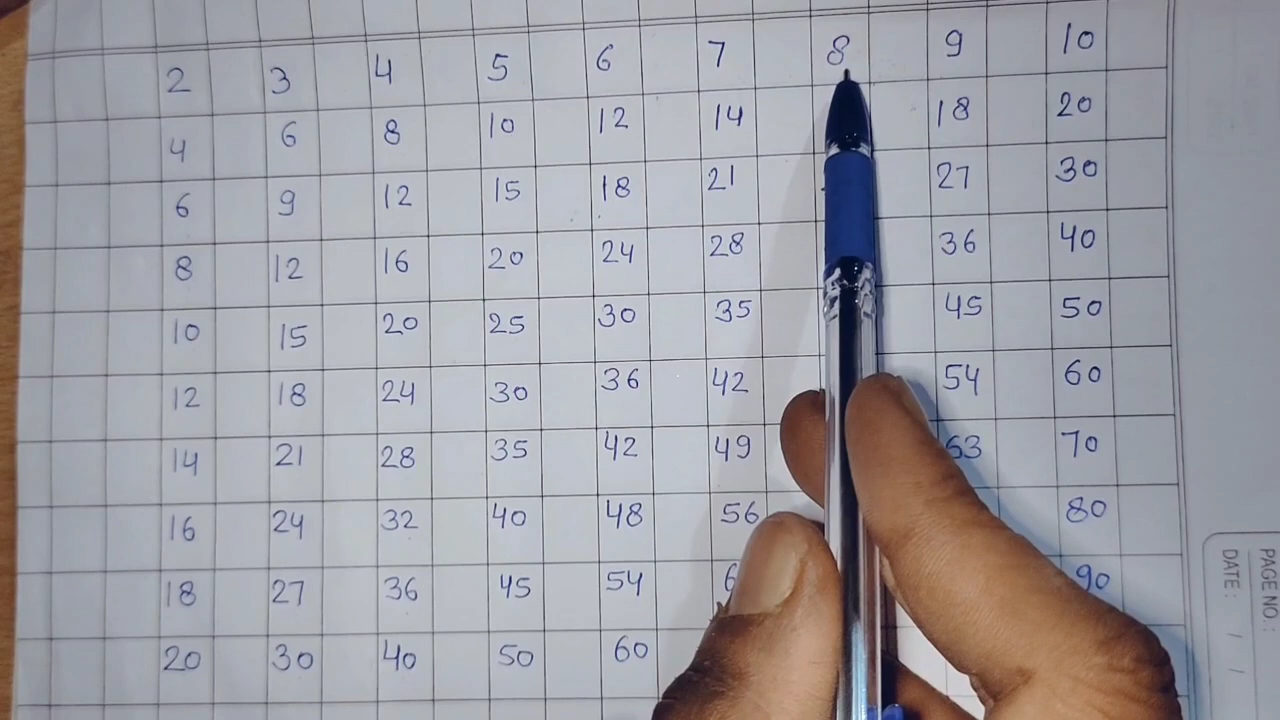 2 3 4 5 6 7 8 9 10
4 6 8 10 12 14 18 20
6 9 12 15 18 21 27 30
8 12 16 20 24 28 36 40
10 15 20 25 30 35 45 50
12 18 24 30 36 42 54 60
14 21 28 35 42 49 63 70
16 24 32 40 48 56 80
18 27 36 45 54 6 90
20 30 40 50 60
PAGE NO.:
DATE: / /